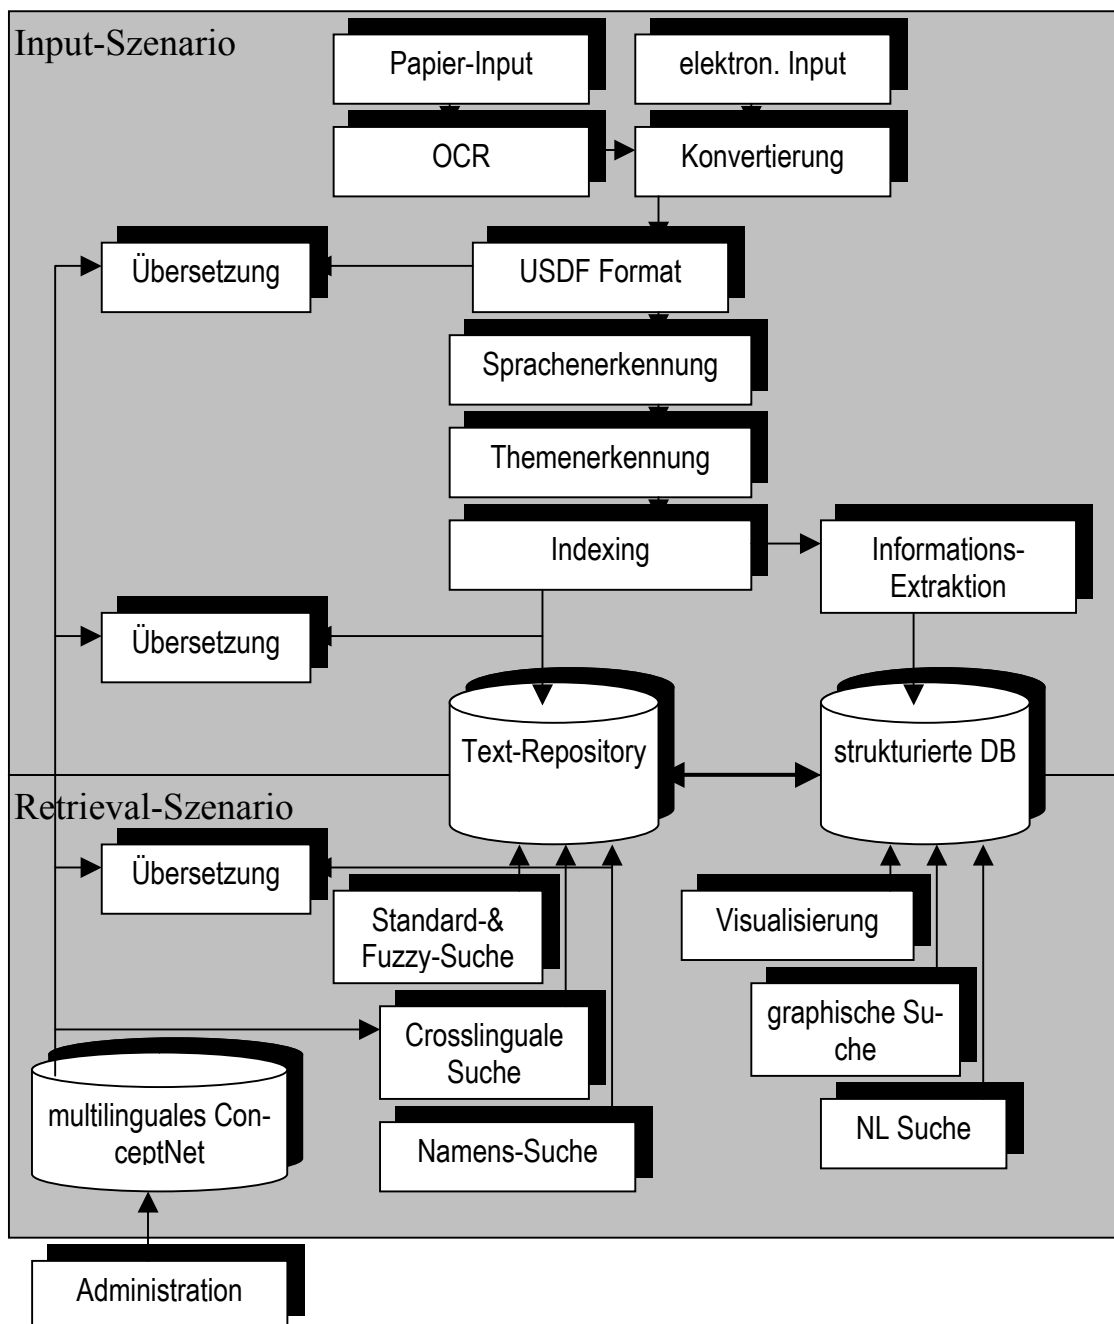 Input-Szenario
Papier-Input
elektron. Input
OCR
Konvertierung
Übersetzung
USDF Format
Sprachenerkennung
Themenerkennung
Indexing
Informations-
Extraktion
Übersetzung
Text-Repository
strukturierte DB
Retrieval-Szenario
Übersetzung
Standard-&
Fuzzy-Suche
Visualisierung
Crosslinguale
Suche
graphische Su-
che
multilinguales Con-
ceptNet
Namens-Suche
NL Suche
Administration